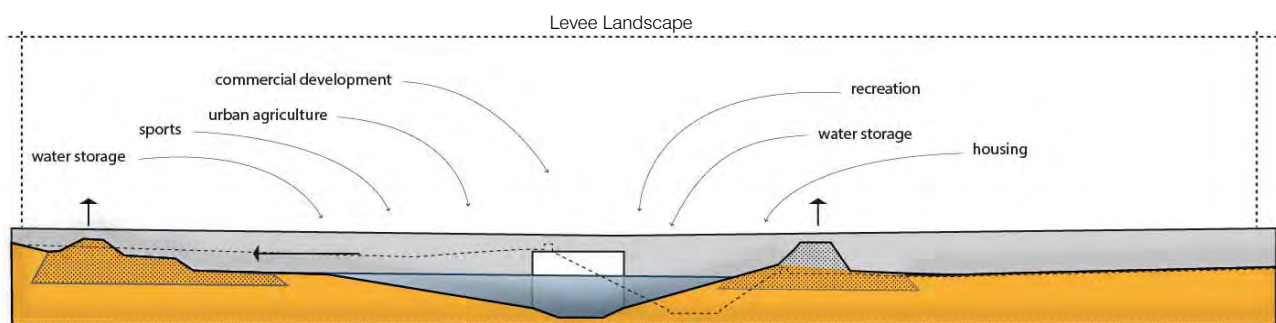 Levee Landscape
commercial development
recreation
urban agriculture
sports
water storage
water storage
housing